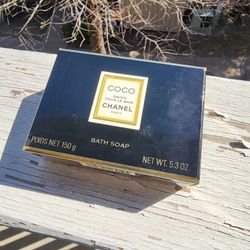 COCO
SAVON
POUR LE BAIN
CHANEL
PARIS
BATH SOAP
POIDS NET 150 g
NET WT. 5.3 OZ.